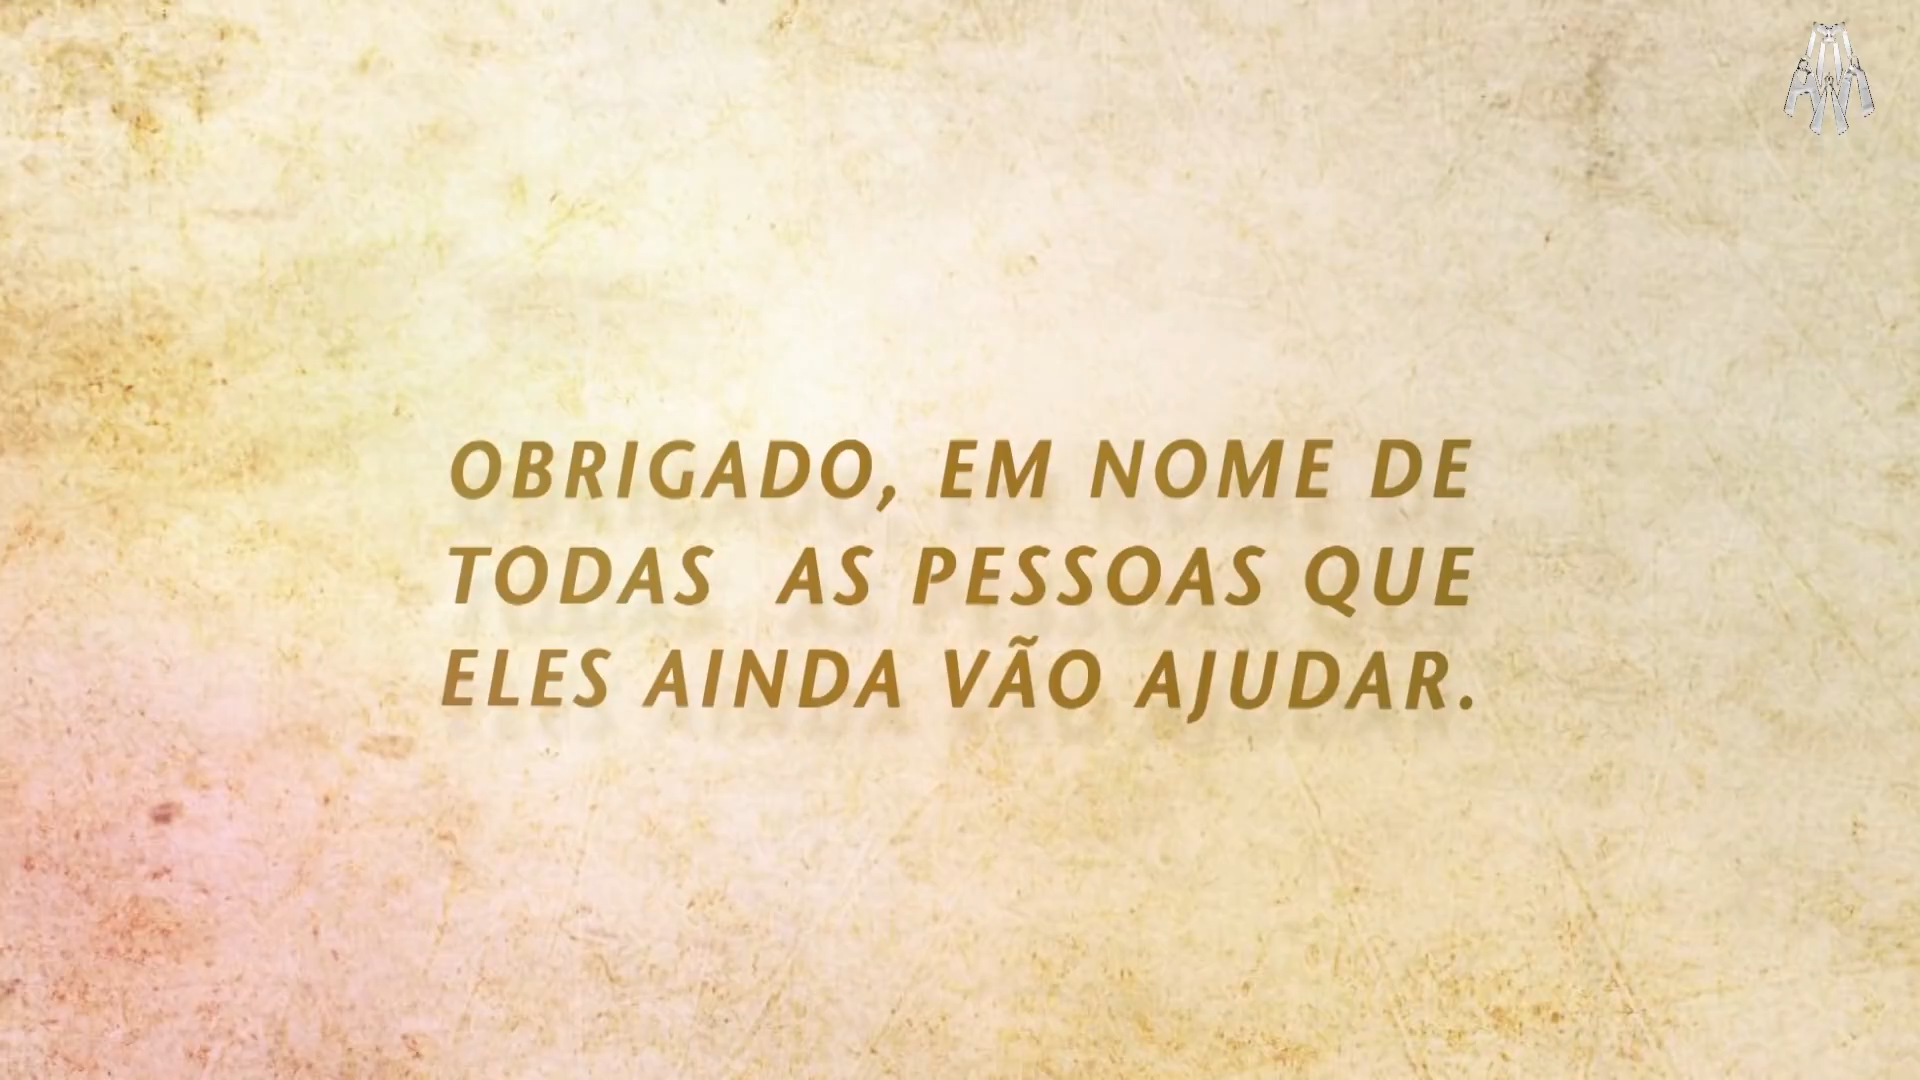 OBRIGADO, EM NOME DE
TODAS AS PESSOAS QUE
ELES AINDA VÃO AJUDAR.